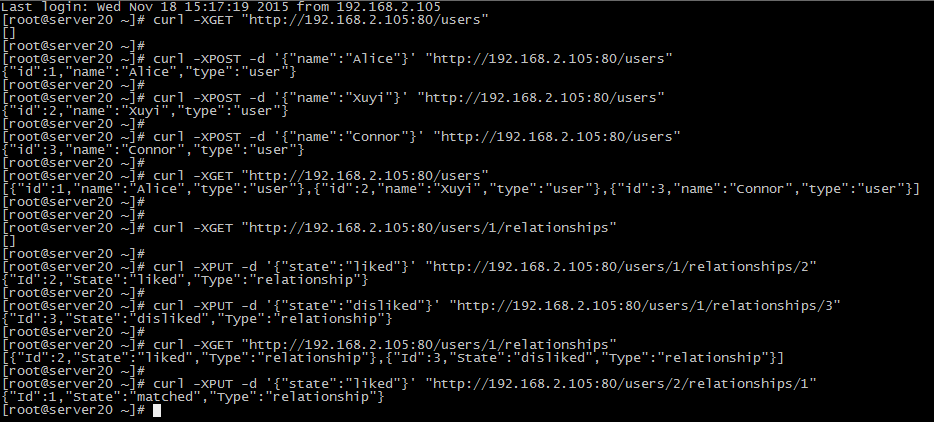 Last login: Wed Nov 18 15:17:19 2015 from 192.168.2.105
[root@server20 ~]# curl -XGET "http://192.168.2.105:80/users"
[]
[root@server20 ~]#
[root@server20 ~]# curl -XPOST -d '{"name":"Alice"}' "http://192.168.2.105:80/users"
{"id":1,"name":"Alice","type":"user"}
[root@server20 ~]#
[root@server20 ~]# curl -XPOST -d '{"name":"Xuyi"}' "http://192.168.2.105:80/users"
{"id":2,"name":"Xuyi","type":"user"}
[root@server20 ~]#
[root@server20 ~]# curl -XPOST -d '{"name":"Connor"}' "http://192.168.2.105:80/users"
{"id":3,"name":"Connor","type":"user"}
[root@server20 ~]#
[root@server20 ~]# curl -XGET "http://192.168.2.105:80/users"
[{"id":1,"name":"Alice","type":"user"},{"id":2,"name":"Xuyi","type":"user"},{"id":3,"name":"Connor","type":"user"}]
[root@server20 ~]#
[root@server20 ~]#
[root@server20 ~]# curl -XGET "http://192.168.2.105:80/users/1/relationships"
[]
[root@server20 ~]#
[root@server20 ~]# curl -XPUT -d '{"state":"liked"}' "http://192.168.2.105:80/users/1/relationships/2"
{"Id":2,"State":"liked","Type":"relationship"}
[root@server20 ~]#
[root@server20 ~]# curl -XPUT -d '{"state":"disliked"}' "http://192.168.2.105:80/users/1/relationships/3"
{"Id":3,"State":"disliked","Type":"relationship"}
[root@server20 ~]#
[root@server20 ~]# curl -XGET "http://192.168.2.105:80/users/1/relationships"
[{"Id":2,"State":"liked","Type":"relationship"},{"Id":3,"State":"disliked","Type":"relationship"}]
[root@server20 ~]#
[root@server20 ~]# curl -XPUT -d '{"state":"liked"}' "http://192.168.2.105:80/users/2/relationships/1"
{"Id":1,"State":"matched","Type":"relationship"}
[root@server20 ~]#